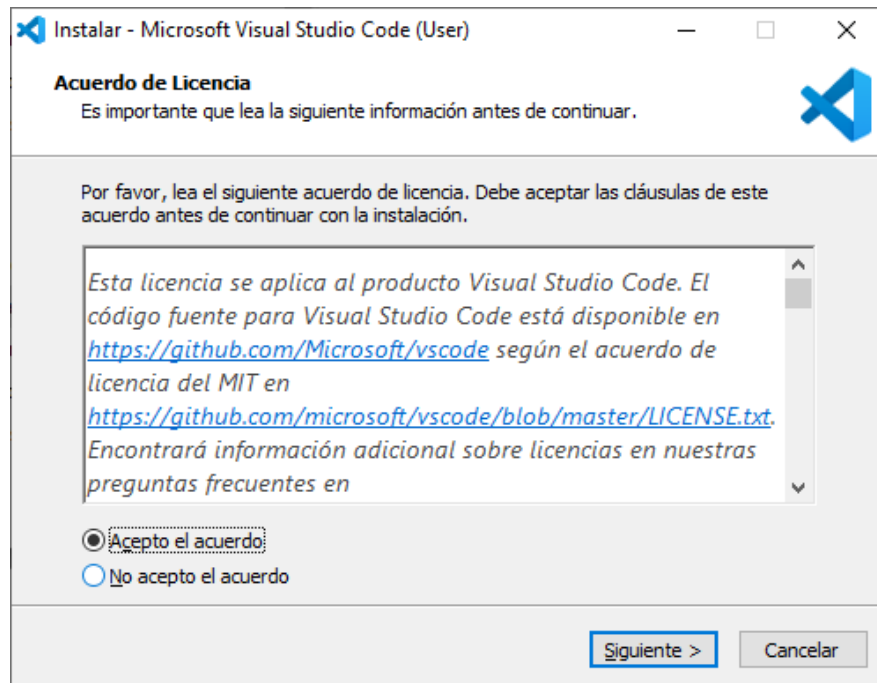 Instalar - Microsoft Visual Studio Code (User)
Acuerdo de Licencia
Es importante que lea la siguiente información antes de continuar.
Por favor, lea el siguiente acuerdo de licencia. Debe aceptar las cláusulas de este
acuerdo antes de continuar con la instalación.
Esta licencia se aplica al producto Visual Studio Code. El
código fuente para Visual Studio Code está disponible en
https://github.com/Microsoft/vscode según el acuerdo de
licencia del MIT en
https://github.com/microsoft/vscode/blob/master/LICENSE.txt.
Encontrará información adicional sobre licencias en nuestras
preguntas frecuentes en
Acepto el acuerdo
No acepto el acuerdo
Siguiente > Cancelar